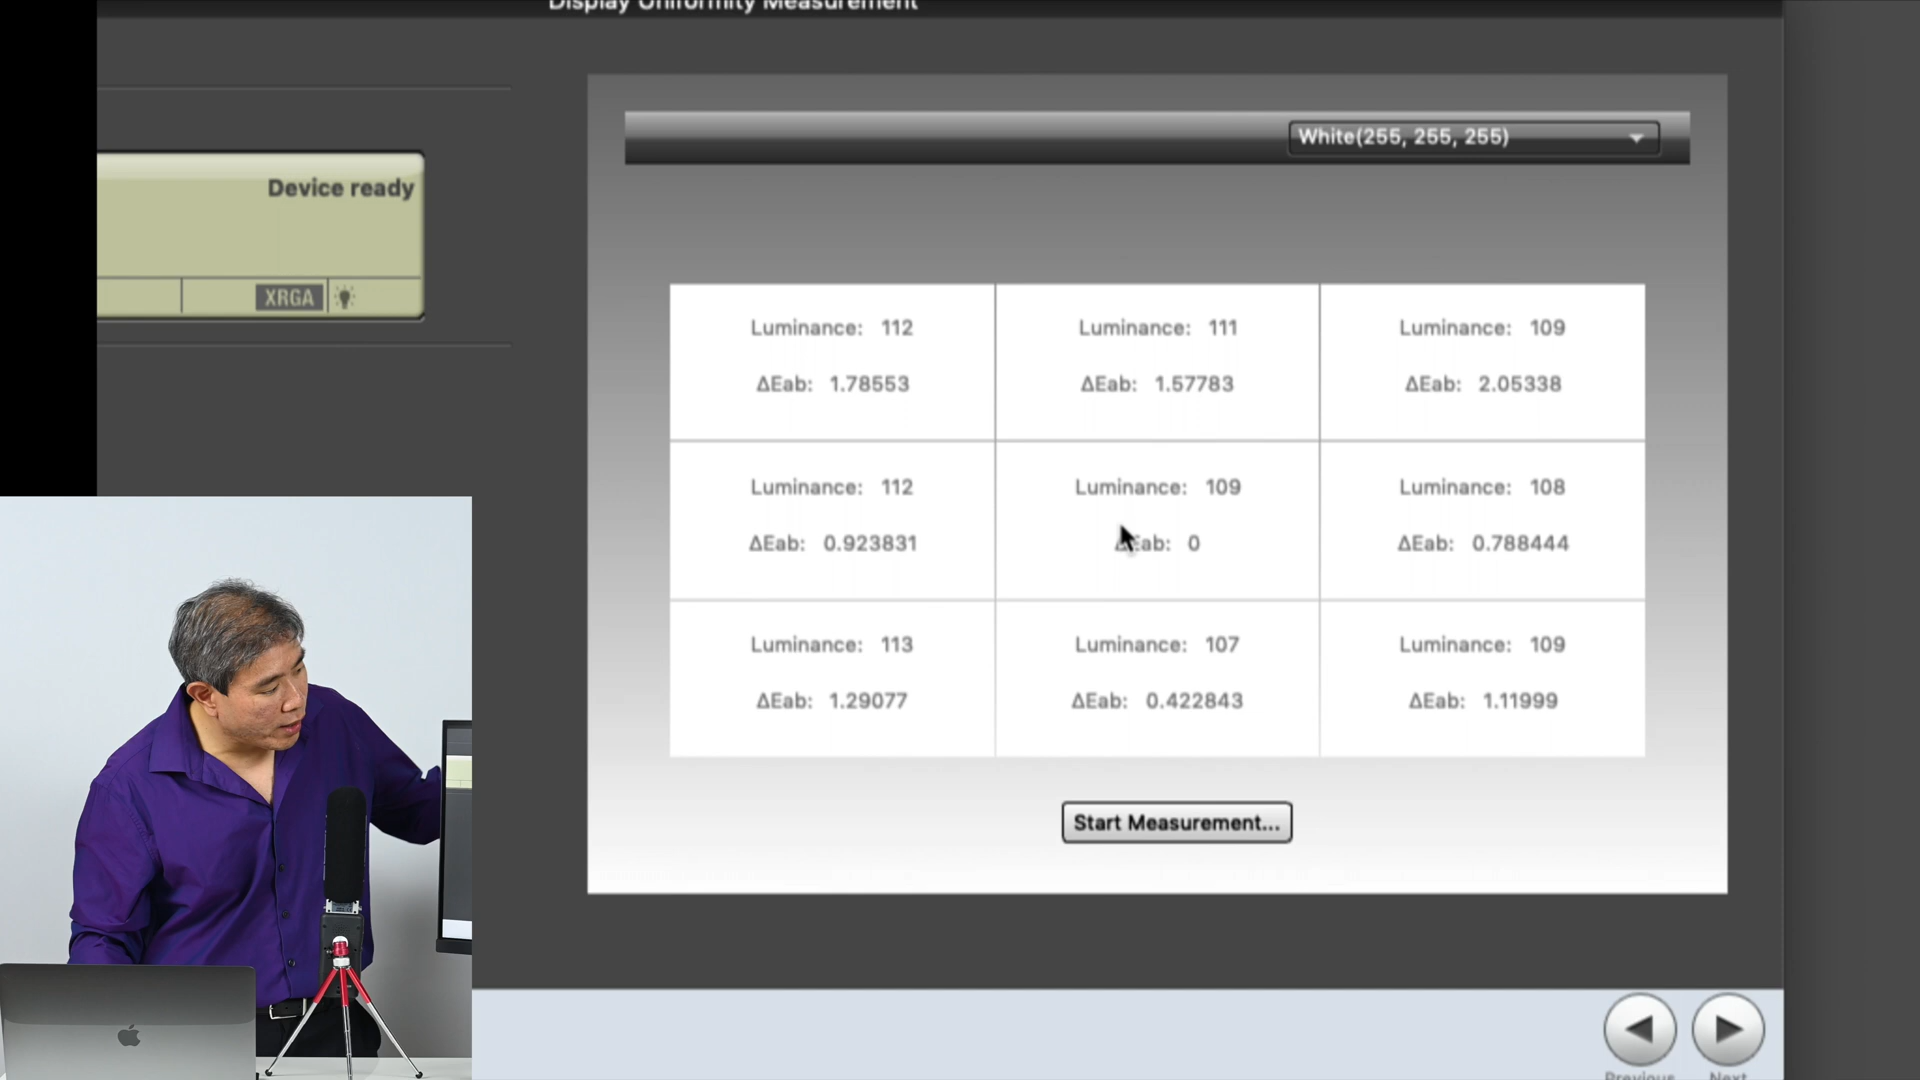 Display Uniformity Measurement
Device ready
XRGA
White(255, 255, 255)
Luminance: 112
ΔEab: 1.78553
Luminance: 111
ΔEab: 1.57783
Luminance: 109
ΔEab: 2.05338
Luminance: 112
ΔEab: 0.923831
Luminance: 109
ΔEab: 0
Luminance: 108
ΔEab: 0.788444
Luminance: 113
ΔEab: 1.29077
Luminance: 107
ΔEab: 0.422843
Luminance: 109
ΔEab: 1.11999
Start Measurement...
Previous
Next